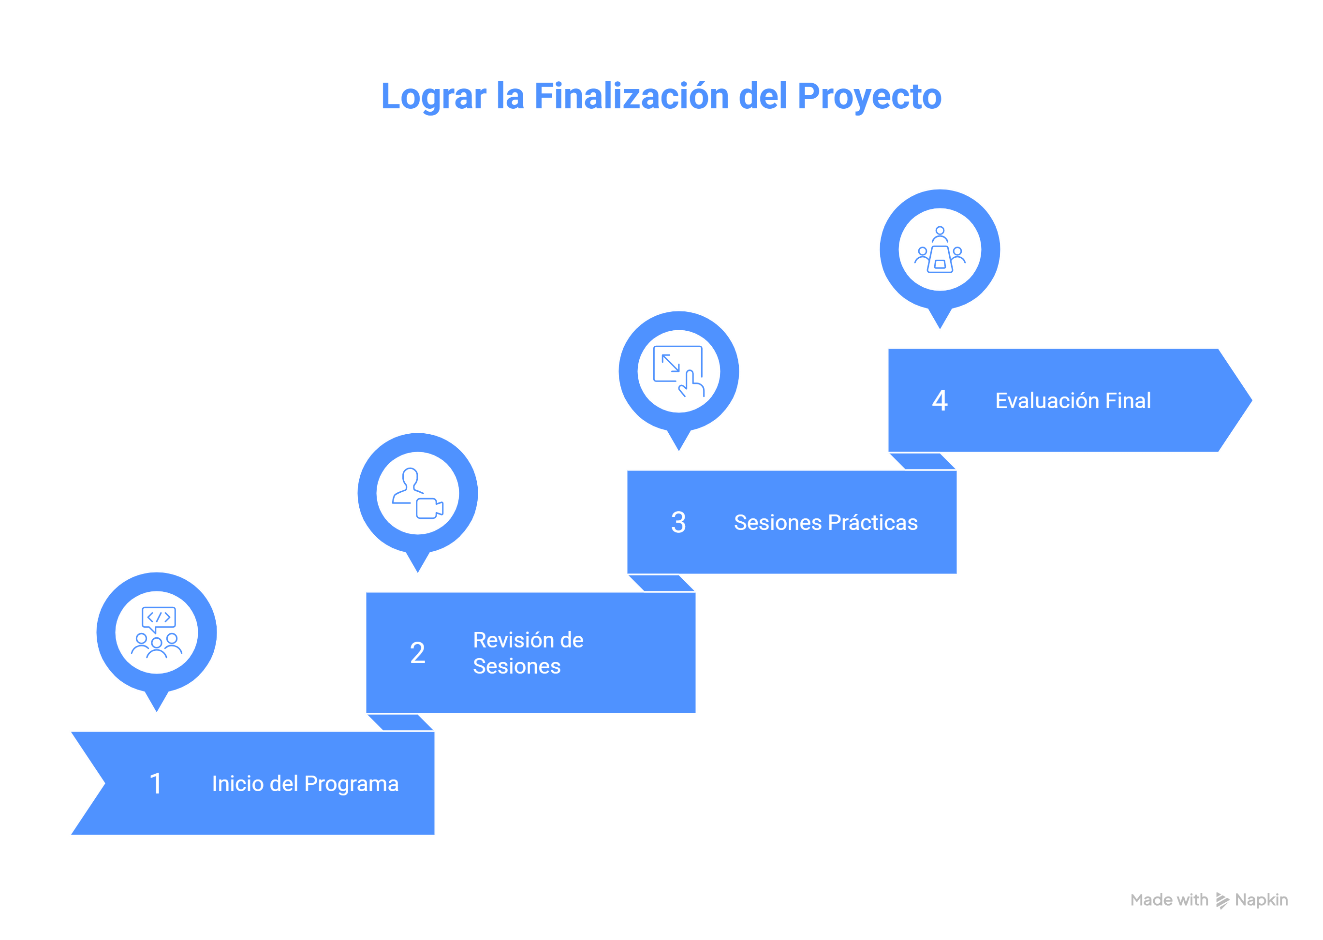 Lograr la Finalización del Proyecto
4 Evaluación Final
3 Sesiones Prácticas
2 Revisión de
Sesiones
</>
1 Inicio del Programa
Made with Napkin